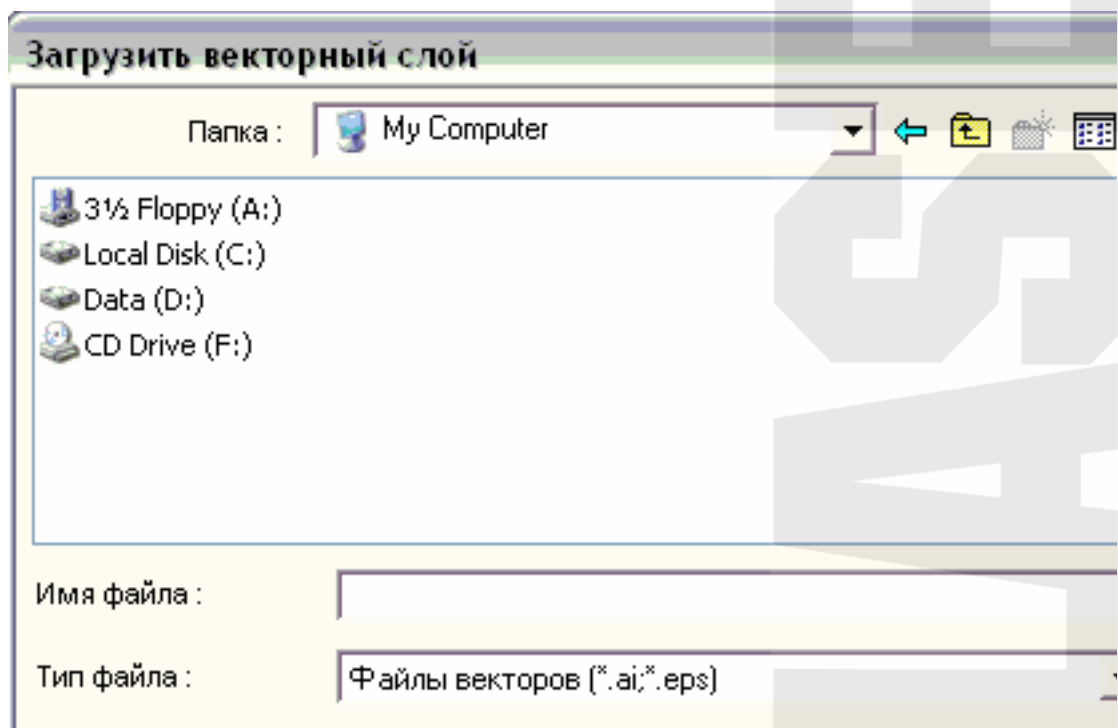 Загрузить векторный слой
Папка : My Computer
3½ Floppy (A:)
Local Disk (C:)
Data (D:)
CD Drive (F:)
Имя файла :
Тип файла : Файлы векторов (*.ai;*.eps)